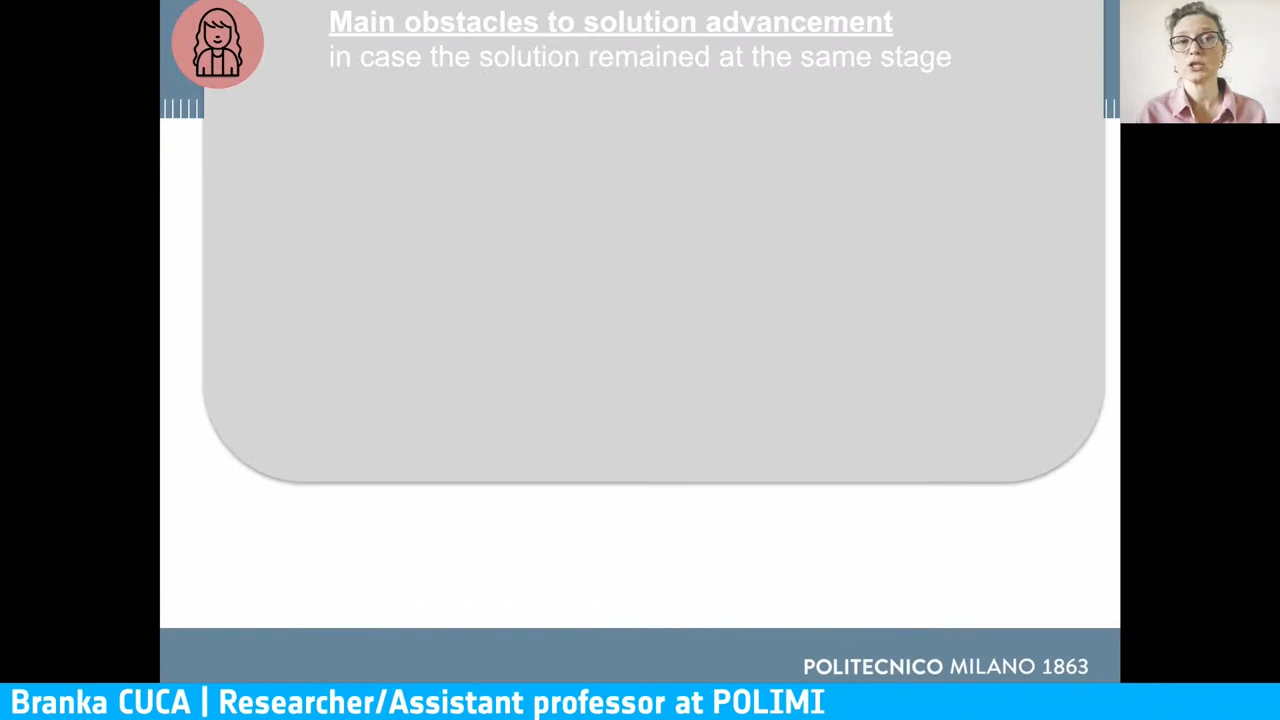 Main obstacles to solution advancement
in case the solution remained at the same stage
POLITECNICO MILANO 1863
Branka CUCA | Researcher/Assistant professor at POLIMI